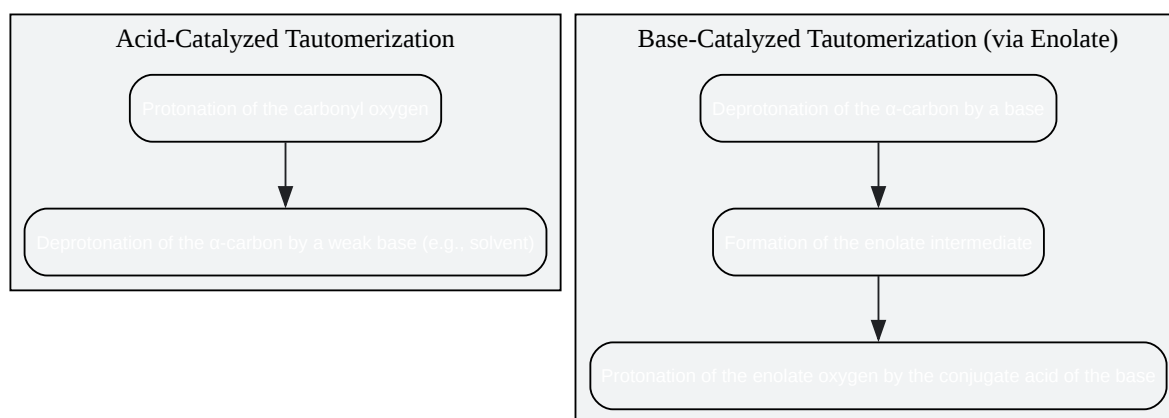 Acid-Catalyzed Tautomerization
Protonation of the carbonyl oxygen
Deprotonation of the α-carbon by a weak base (e.g., solvent)
Base-Catalyzed Tautomerization (via Enolate)
Deprotonation of the α-carbon by a base
Formation of the enolate intermediate
Protonation of the enolate oxygen by the conjugate acid of the base